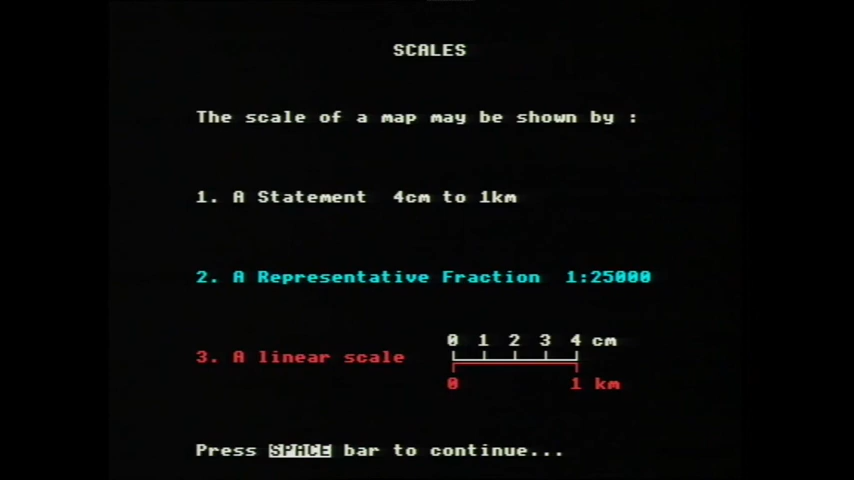 SCALES
The scale of a map may be shown by :
1. A Statement 4cm to 1km
2. A Representative Fraction 1:25000
0 1 2 3 4 cm
3. A linear scale
0 1 km
Press SPACE bar to continue...